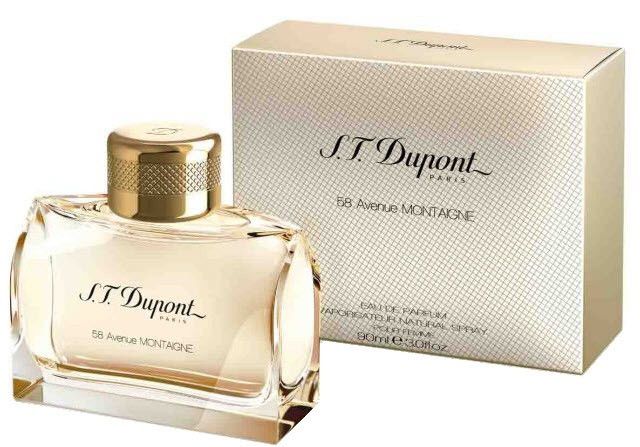 S.T. Dupont
S.T. Dupont
PARIS
58 Avenue MONTAIGNE
EAU DE PARFUM
VAPORISATEUR NATURAL SPRAY
POUR FEMME
90ml e 3.0fl.oz.
D
S.T. Dupont
PARIS
58 Avenue MONTAIGNE